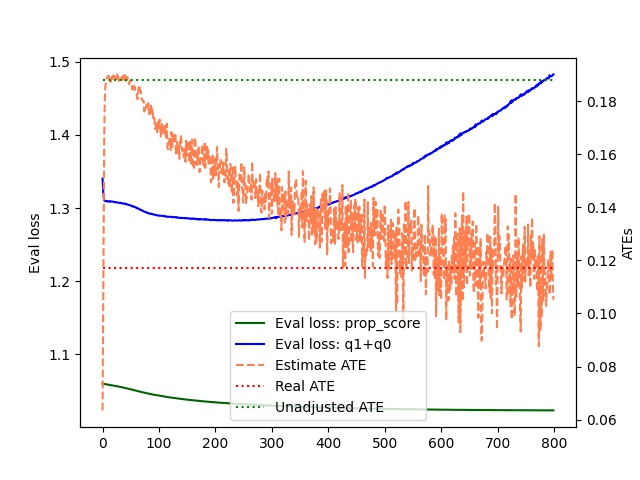 1.5
1.4
1.3
1.2
1.1
Eval loss
0.18
0.16
0.14
0.12
0.10
0.08
0.06
ATEs
Eval loss: prop_score
Eval loss: q1+q0
Estimate ATE
Real ATE
Unadjusted ATE
0 100 200 300 400 500 600 700 800